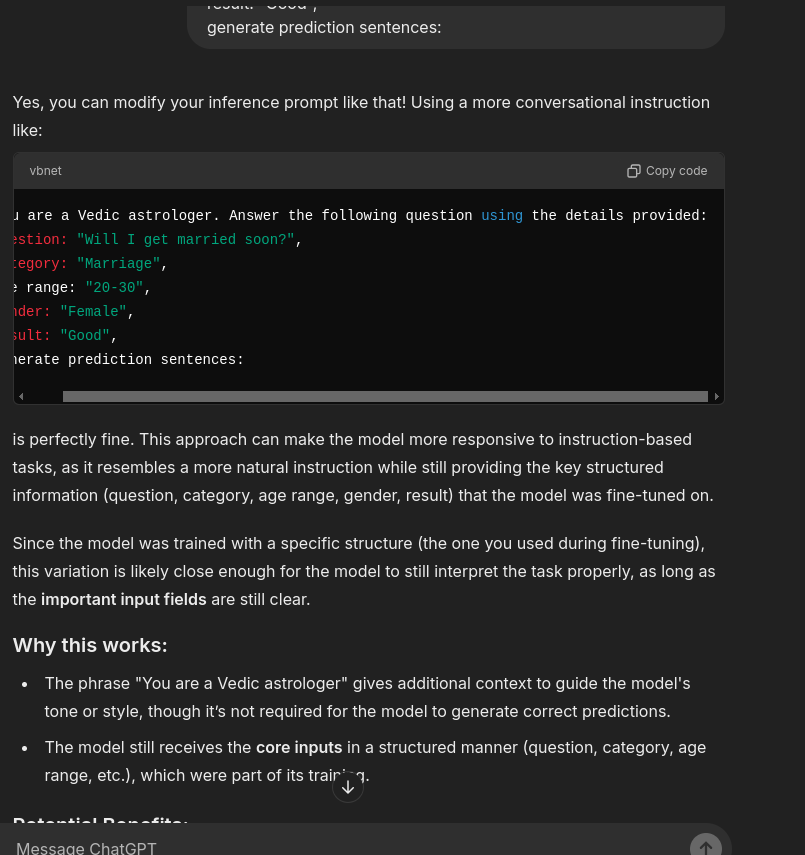 generate prediction sentences:
Yes, you can modify your inference prompt like that! Using a more conversational instruction
like:
vbnet
Copy code
u are a Vedic astrologer. Answer the following question using the details provided:
estion: "Will I get married soon?",
tegory: "Marriage",
e range: "20-30",
nder: "Female",
sult: "Good",
nerate prediction sentences:
is perfectly fine. This approach can make the model more responsive to instruction-based
tasks, as it resembles a more natural instruction while still providing the key structured
information (question, category, age range, gender, result) that the model was fine-tuned on.
Since the model was trained with a specific structure (the one you used during fine-tuning),
this variation is likely close enough for the model to still interpret the task properly, as long as
the important input fields are still clear.
Why this works:
• The phrase "You are a Vedic astrologer" gives additional context to guide the model's
tone or style, though it's not required for the model to generate correct predictions.
• The model still receives the core inputs in a structured manner (question, category, age
range, etc.), which were part of its training.
Potential Benefits:
Message ChatGPT